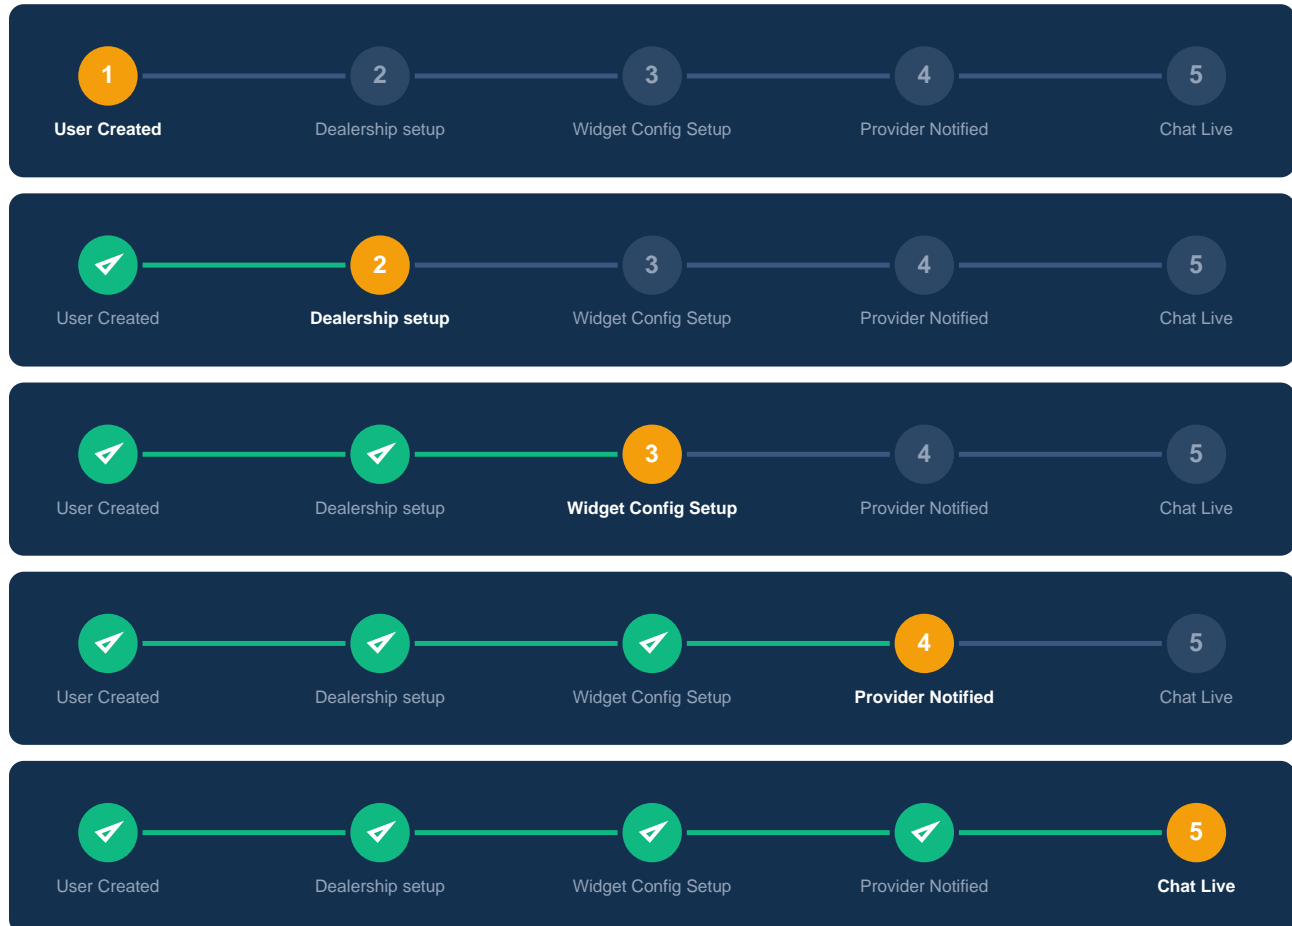 1 2 3 4 5
User Created Dealership setup Widget Config Setup Provider Notified Chat Live
2 3 4 5
User Created Dealership setup Widget Config Setup Provider Notified Chat Live
3 4 5
User Created Dealership setup Widget Config Setup Provider Notified Chat Live
4 5
User Created Dealership setup Widget Config Setup Provider Notified Chat Live
5
User Created Dealership setup Widget Config Setup Provider Notified Chat Live